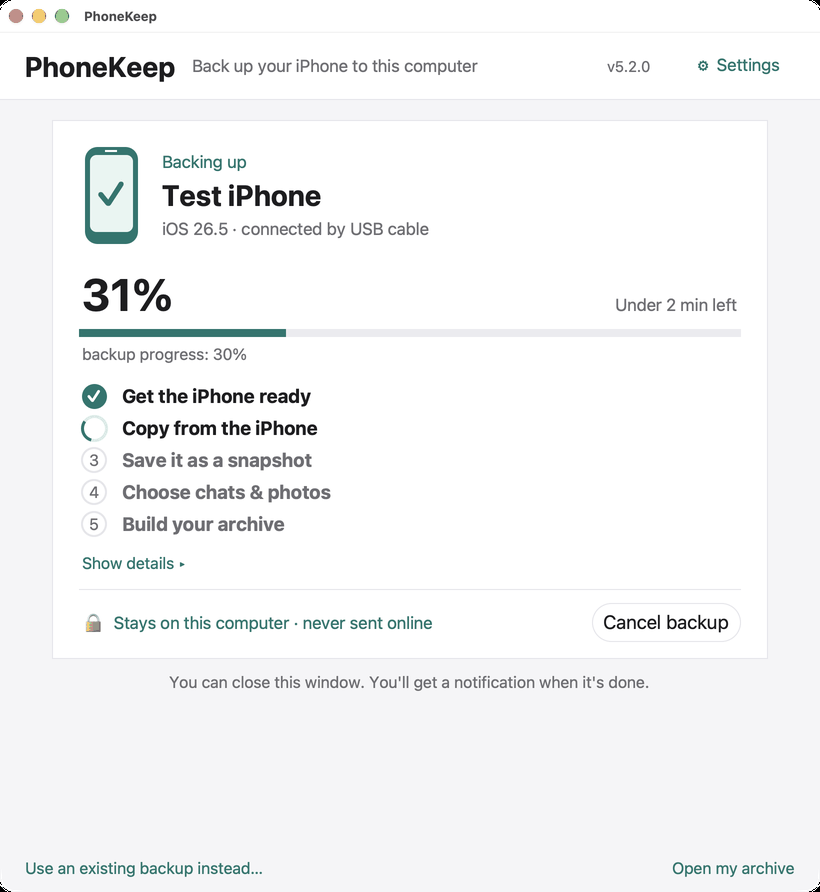 PhoneKeep
PhoneKeep Back up your iPhone to this computer v5.2.0 ⚙ Settings
Backing up
Test iPhone
iOS 26.5 · connected by USB cable
31% Under 2 min left
backup progress: 30%
Get the iPhone ready
Copy from the iPhone
3 Save it as a snapshot
4 Choose chats & photos
5 Build your archive
Show details ▸
Stays on this computer · never sent online Cancel backup
You can close this window. You'll get a notification when it's done.
Use an existing backup instead... Open my archive